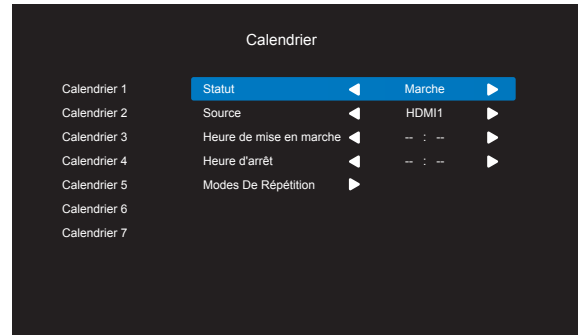 Calendrier
Calendrier 1 Statut Marche
Calendrier 2 Source HDMI1
Calendrier 3 Heure de mise en marche -- : --
Calendrier 4 Heure d'arrêt -- : --
Calendrier 5 Modes De Répétition
Calendrier 6
Calendrier 7